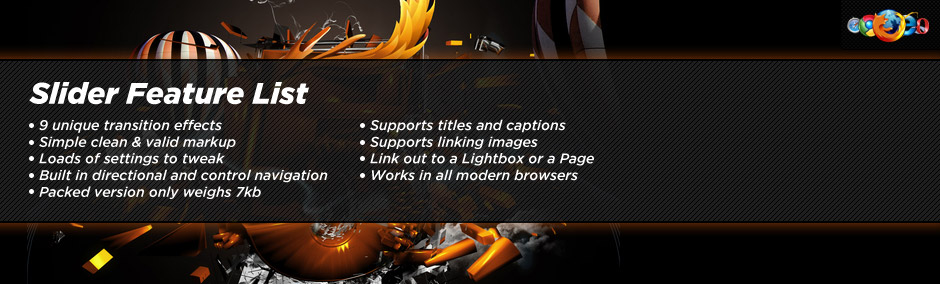 Slider Feature List
• 9 unique transition effects
• Simple clean & valid markup
• Loads of settings to tweak
• Built in directional and control navigation
• Packed version only weighs 7kb
• Supports titles and captions
• Supports linking images
• Link out to a Lightbox or a Page
• Works in all modern browsers